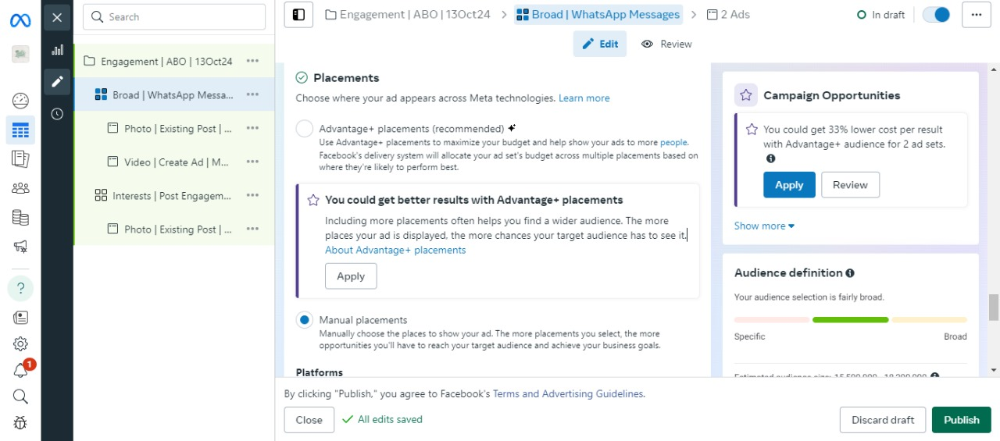 Search
Engagement | ABO | 13Oct24
Broad | WhatsApp Messages
2 Ads
In draft
Edit
Review
Engagement | ABO | 13Oct24
Broad | WhatsApp Messa...
Photo | Existing Post | ...
Video | Create Ad | M...
Interests | Post Engagem...
Photo | Existing Post | ...
1
Placements
Choose where your ad appears across Meta technologies. Learn more
Advantage+ placements (recommended)
Use Advantage+ placements to maximize your budget and help show your ads to more people.
Facebook's delivery system will allocate your ad set's budget across multiple placements based on
where they're likely to perform best.
You could get better results with Advantage+ placements
Including more placements often helps you find a wider audience. The more
places your ad is displayed, the more chances your target audience has to see it.
About Advantage+ placements
Apply
Manual placements
Manually choose the places to show your ad. The more placements you select, the more
opportunities you'll have to reach your target audience and achieve your business goals.
Platforms
Campaign Opportunities
You could get 33% lower cost per result
with Advantage+ audience for 2 ad sets.
Apply
Review
Show more
Audience definition
Your audience selection is fairly broad.
Specific
Broad
Estimated audience size:
By clicking "Publish," you agree to Facebook's Terms and Advertising Guidelines.
Close
All edits saved
Discard draft
Publish